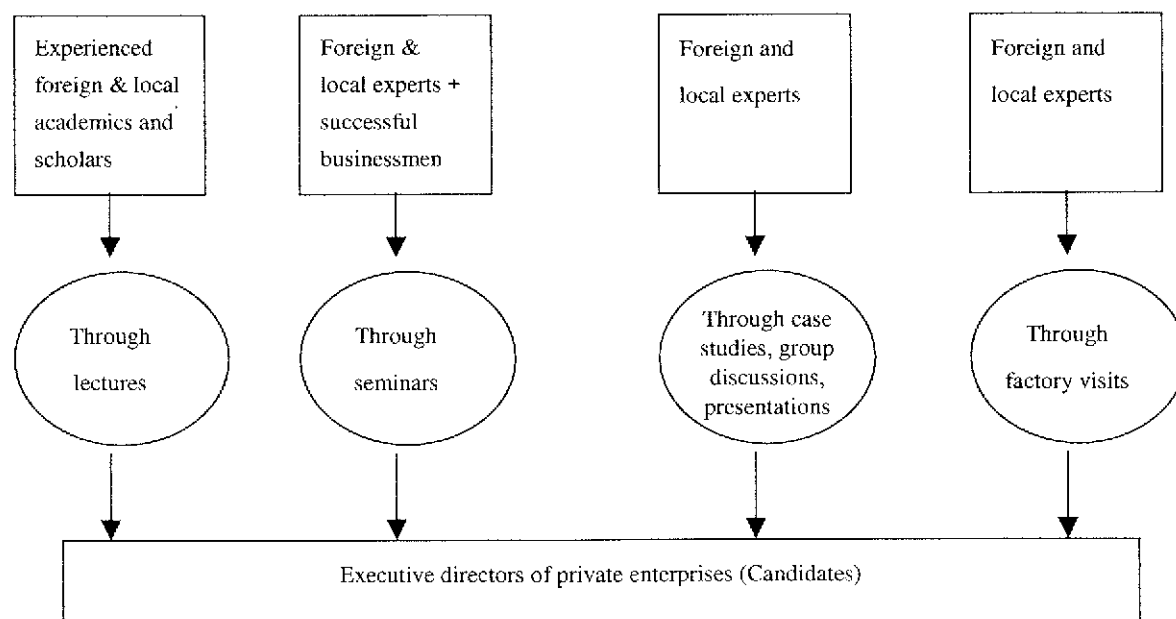 Experienced
foreign & local
academics and
scholars
Foreign &
local experts +
successful
businessmen
Foreign and
local experts
Foreign and
local experts
Through
lectures
Through
seminars
Through case
studies, group
discussions,
presentations
Through
factory visits
Executive directors of private enterprises (Candidates)